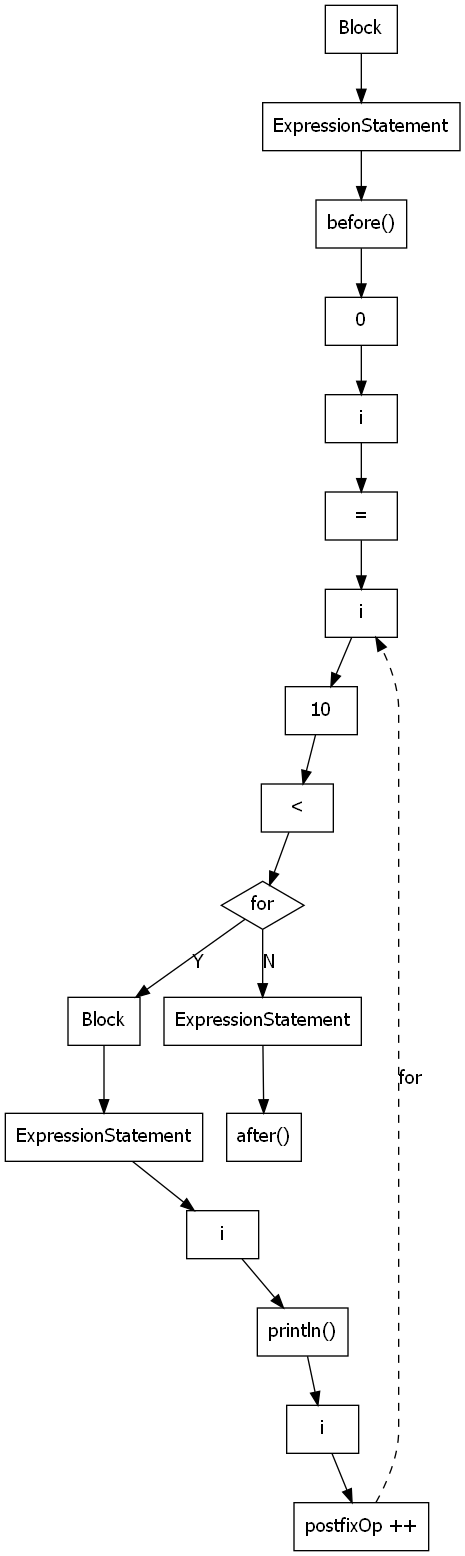 Block
ExpressionStatement
before()
0
i
=
i
10
<
for
Y
N
Block
ExpressionStatement
for
ExpressionStatement
after()
i
println()
i
postfixOp ++